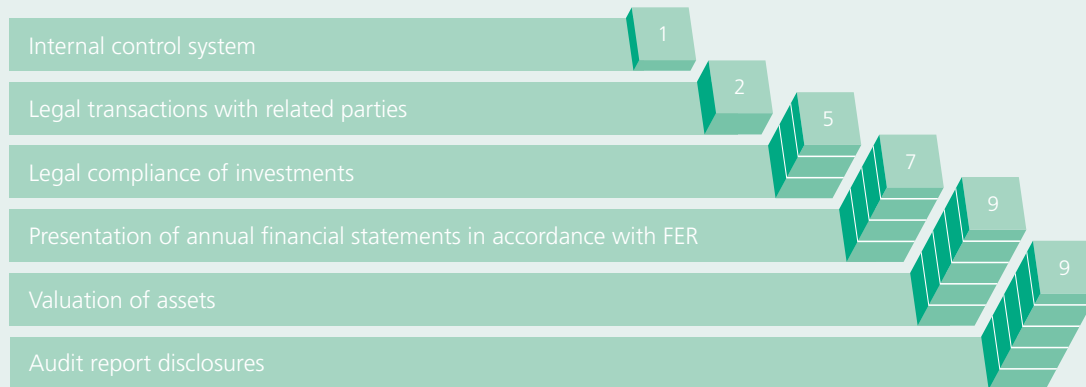 Internal control system
1
Legal transactions with related parties
2
Legal compliance of investments
5
Presentation of annual financial statements in accordance with FER
7
Valuation of assets
9
Audit report disclosures
9